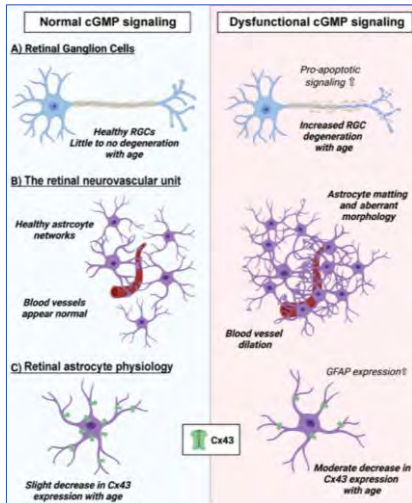 Normal cGMP signaling
Dysfunctional cGMP signaling
A) Retinal Ganglion Cells
Healthy RGCs
Little to no degeneration
with age
Pro-apoptotic
signaling ⇧
Increased RGC
degeneration
with age
B) The retinal neurovascular unit
Healthy astrcoyte
networks
Blood vessels
appear normal
Astrocyte matting
and aberrant
morphology
Blood vessel
dilation
C) Retinal astrocyte physiology
Slight decrease in Cx43
expression with age
Cx43
GFAP expression⇧
Moderate decrease in
Cx43 expression
with age